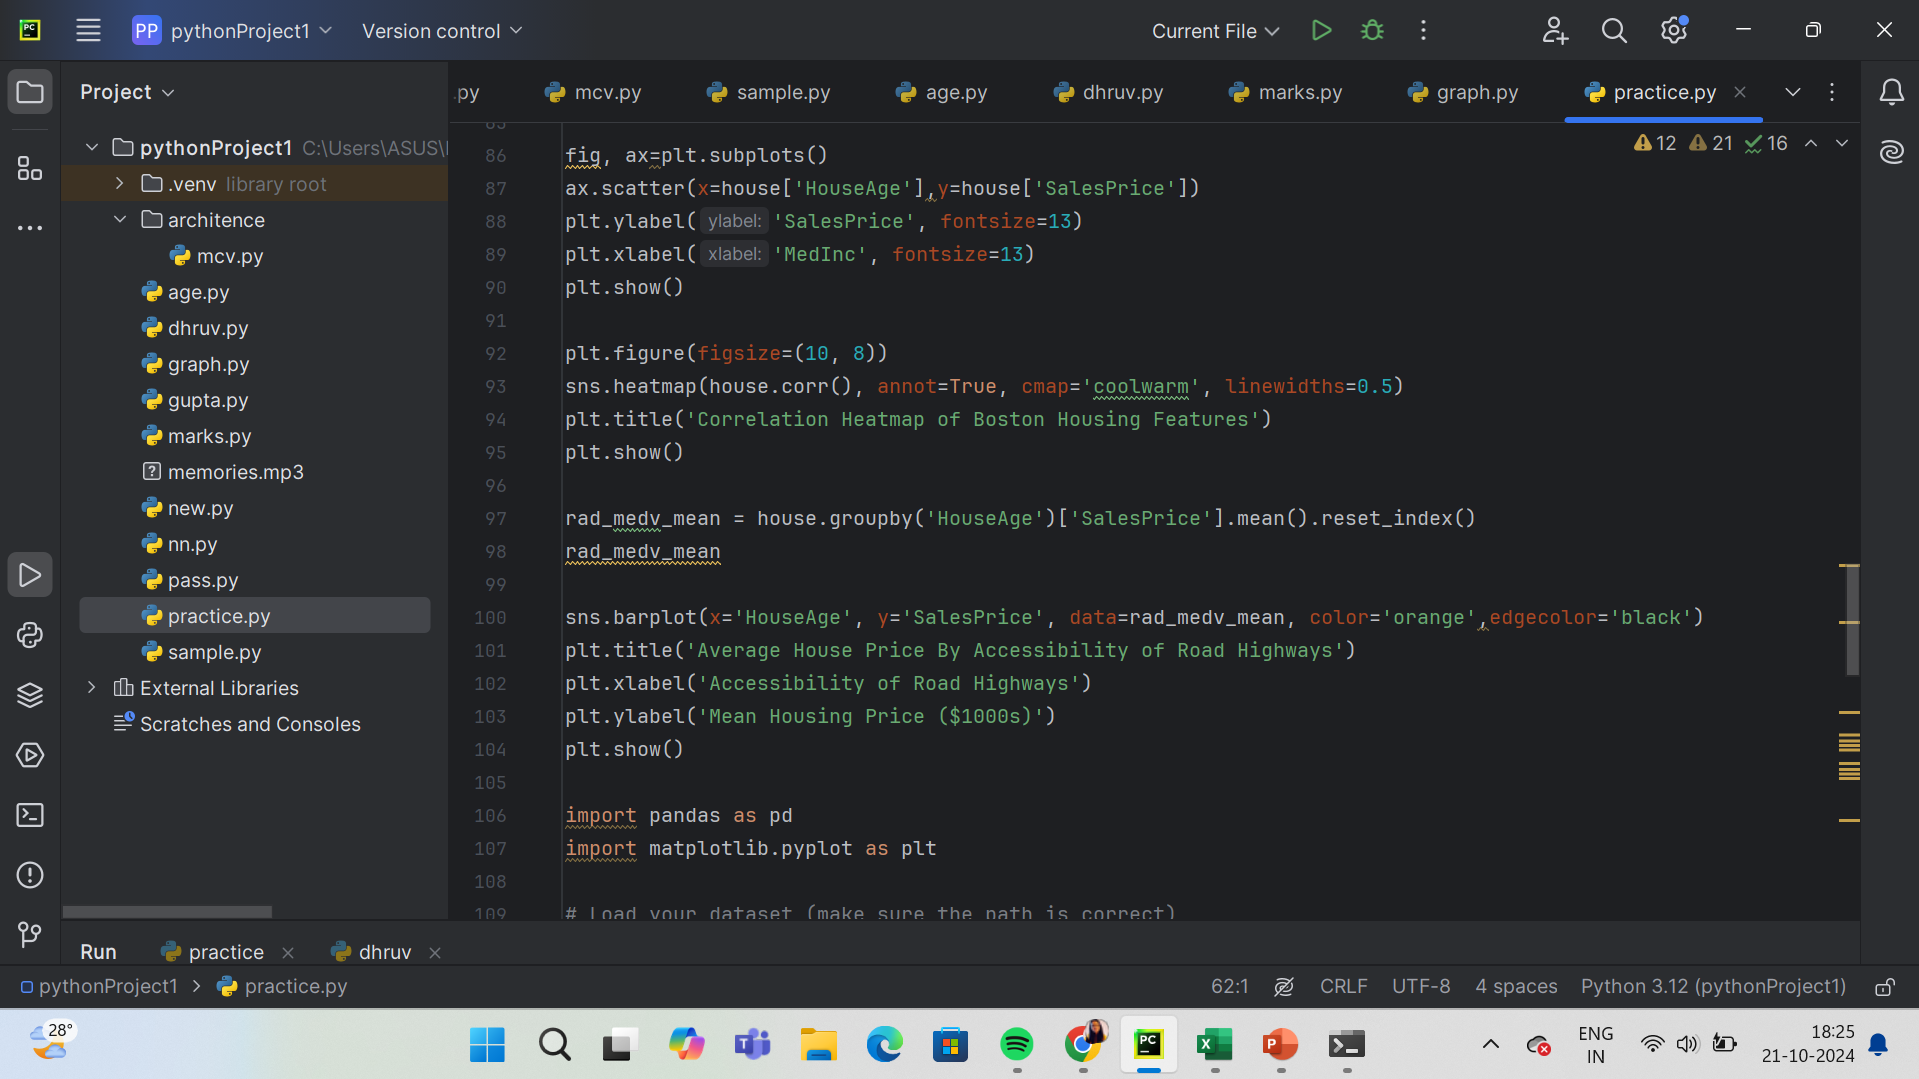 PC PP pythonProject1 Version control Current File
Project
.py mcv.py sample.py age.py dhruv.py marks.py graph.py practice.py
12 21 16
pythonProject1 C:\Users\ASUS\
.venv library root
architence
mcv.py
age.py
dhruv.py
graph.py
gupta.py
marks.py
memories.mp3
new.py
nn.py
pass.py
practice.py
sample.py
External Libraries
Scratches and Consoles
85
86 fig, ax=plt.subplots()
87 ax.scatter(x=house['HouseAge'],y=house['SalesPrice'])
88 plt.ylabel( ylabel: 'SalesPrice', fontsize=13)
89 plt.xlabel( xlabel: 'MedInc', fontsize=13)
90 plt.show()
91
92 plt.figure(figsize=(10, 8))
93 sns.heatmap(house.corr(), annot=True, cmap='coolwarm', linewidths=0.5)
94 plt.title('Correlation Heatmap of Boston Housing Features')
95 plt.show()
96
97 rad_medv_mean = house.groupby('HouseAge')['SalesPrice'].mean().reset_index()
98 rad_medv_mean
99
100 sns.barplot(x='HouseAge', y='SalesPrice', data=rad_medv_mean, color='orange',edgecolor='black')
101 plt.title('Average House Price By Accessibility of Road Highways')
102 plt.xlabel('Accessibility of Road Highways')
103 plt.ylabel('Mean Housing Price ($1000s)')
104 plt.show()
105
106 import pandas as pd
107 import matplotlib.pyplot as plt
108
109 # Load your dataset (make sure the path is correct)
Run practice dhruv
pythonProject1 > practice.py 62:1 CRLF UTF-8 4 spaces Python 3.12 (pythonProject1)
28° ENG IN 18:25 21-10-2024